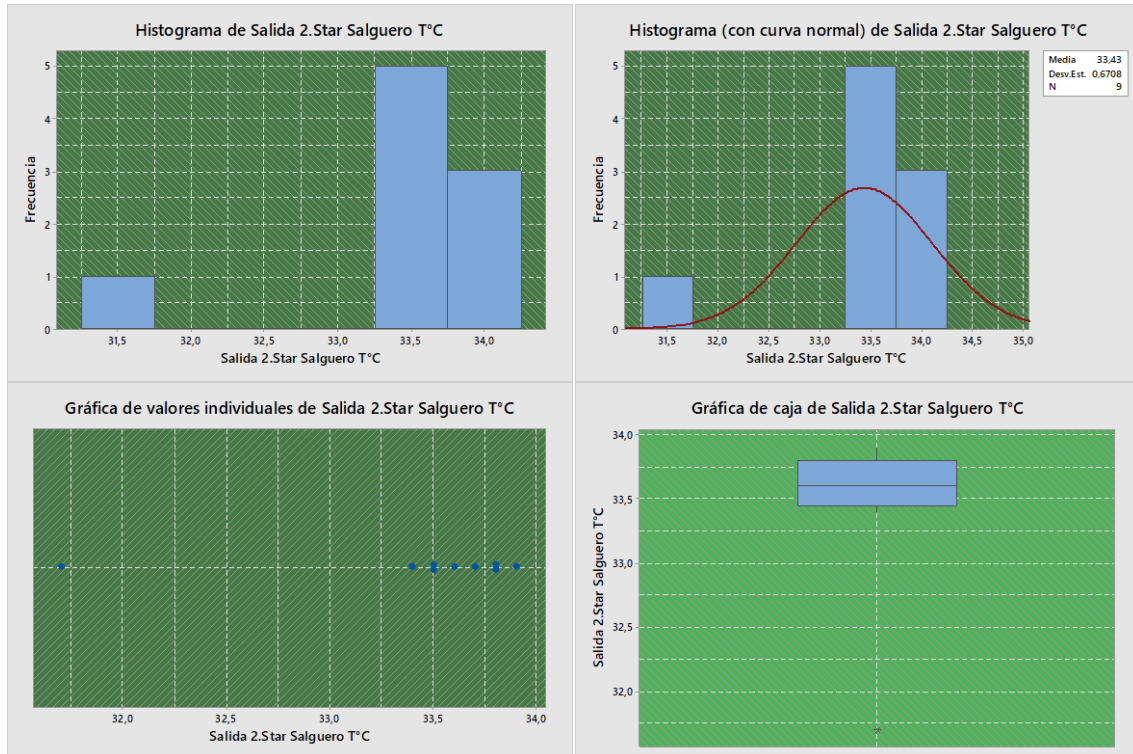 Histograma de Salida 2.Star Salguero T°C
5
4
3
2
1
0
Frecuencia
31,5 32,0 32,5 33,0 33,5 34,0
Salida 2.Star Salguero T°C
Histograma (con curva normal) de Salida 2.Star Salguero T°C
Media 33,43
Desv.Est. 0,6708
N 9
5
4
3
2
1
0
Frecuencia
31,5 32,0 32,5 33,0 33,5 34,0 34,5 35,0
Salida 2.Star Salguero T°C
Gráfica de valores individuales de Salida 2.Star Salguero T°C
32,0 32,5 33,0 33,5 34,0
Salida 2.Star Salguero T°C
Gráfica de caja de Salida 2.Star Salguero T°C
34,0
33,5
33,0
32,5
32,0
Salida 2.Star Salguero T°C